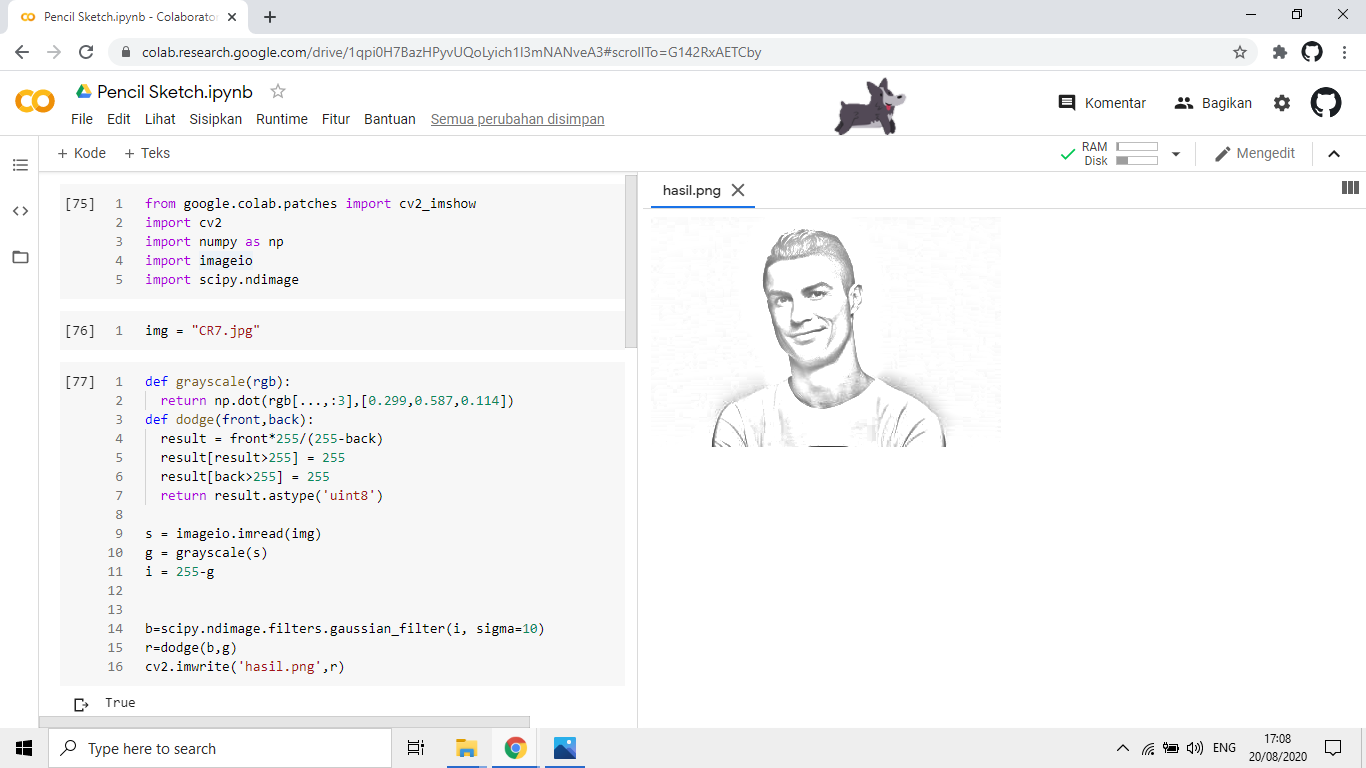 Pencil Sketch.ipynb - Colaborator
colab.research.google.com/drive/1qpi0H7BazHPyvUQoLyich1I3mNANveA3#scrollTo=G142RxAETCby
Pencil Sketch.ipynb
File Edit Lihat Sisipkan Runtime Fitur Bantuan Semua perubahan disimpan
Komentar Bagikan
+ Kode + Teks
RAM
Disk
Mengedit
hasil.png
[75] 1 from google.colab.patches import cv2_imshow
2 import cv2
3 import numpy as np
4 import imageio
5 import scipy.ndimage
[76] 1 img = "CR7.jpg"
[77] 1 def grayscale(rgb):
2 return np.dot(rgb[...,:3],[0.299,0.587,0.114])
3 def dodge(front,back):
4 result = front*255/(255-back)
5 result[result>255] = 255
6 result[back>255] = 255
7 return result.astype('uint8')
8
9 s = imageio.imread(img)
10 g = grayscale(s)
11 i = 255-g
12
13
14 b=scipy.ndimage.filters.gaussian_filter(i, sigma=10)
15 r=dodge(b,g)
16 cv2.imwrite('hasil.png',r)
True
Type here to search
ENG
17:08
20/08/2020